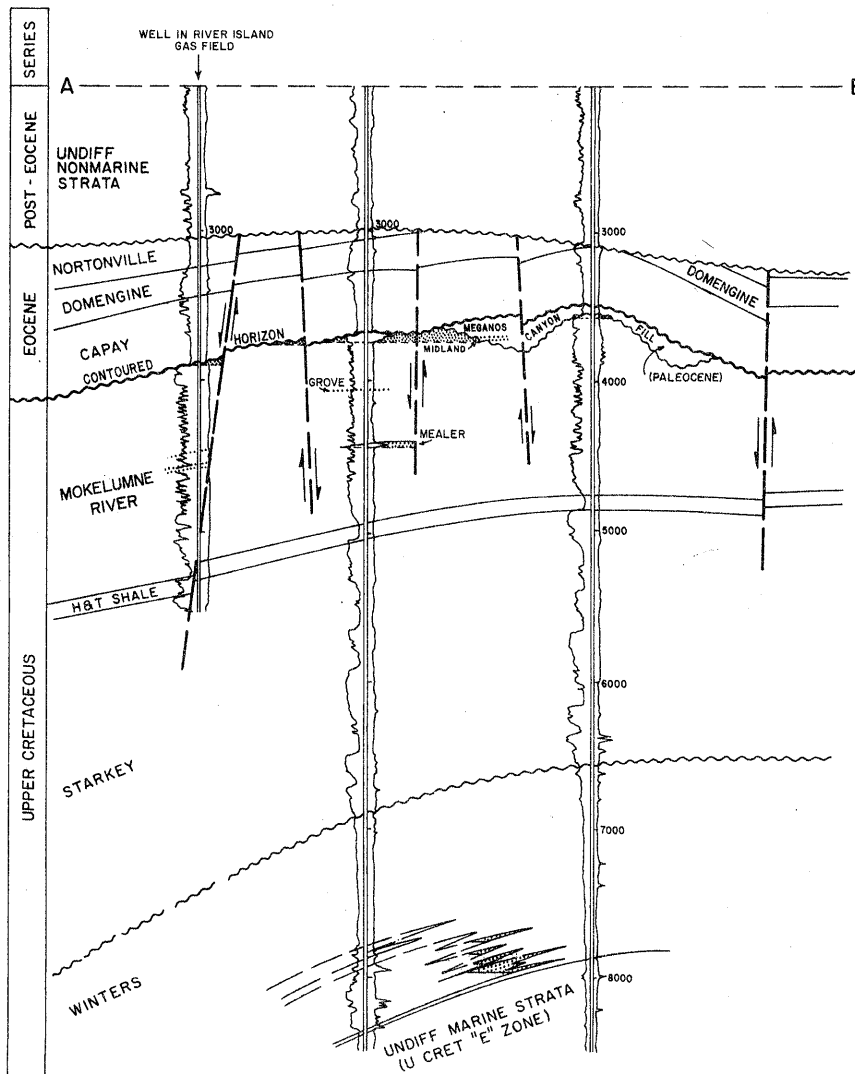 SERIES
WELL IN RIVER ISLAND
GAS FIELD
A
B
POST - EOCENE
UNDIFF
NONMARINE
STRATA
3000
3000
3000
EOCENE
NORTONVILLE
DOMENGINE
DOMENGINE
CAPAY
CONTOURED
HORIZON
MEGANOS
CANYON
FILL
MIDLAND
(PALEOCENE)
GROVE
4000
MEALER
MOKELUMNE
RIVER
5000
H&T SHALE
UPPER CRETACEOUS
6000
STARKEY
7000
WINTERS
8000
UNDIFF MARINE STRATA
(U CRET "E" ZONE)